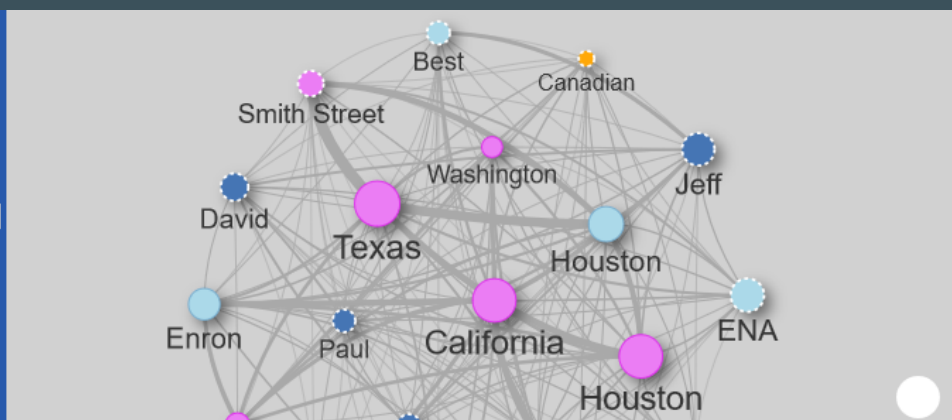 Best
Canadian
Smith Street
Washington
Jeff
David
Texas
Houston
Enron
Paul
California
ENA
Houston